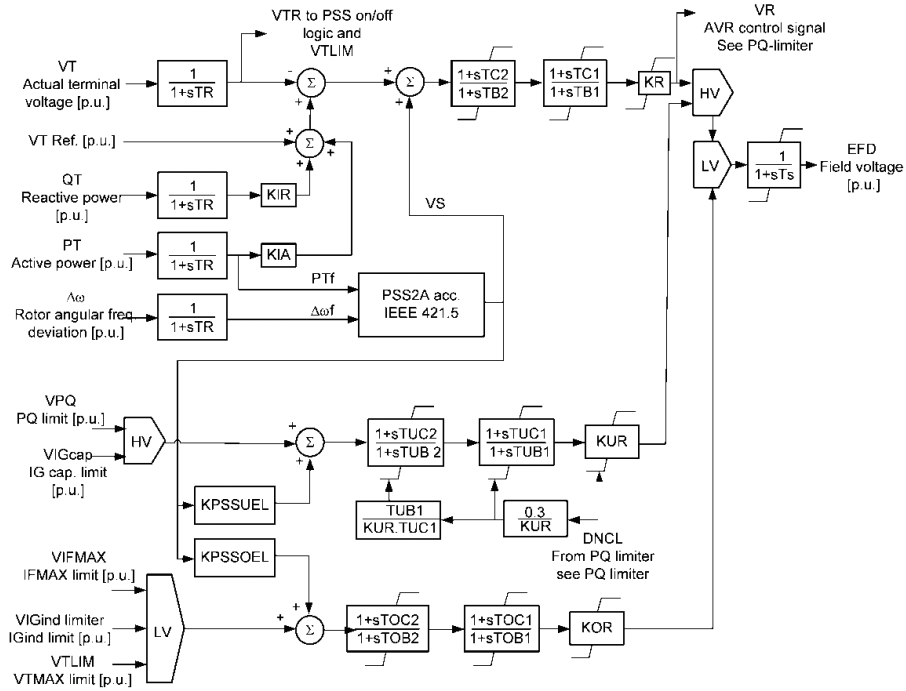 VTR to PSS on/off
logic and
VTLIM
VR
AVR control signal
See PQ-limiter
VT
Actual terminal
voltage [p.u.]
1
1+sTR
-
+
Σ
+
+
Σ
1+sTC2
1+sTB2
1+sTC1
1+sTB1
KR
HV
VT Ref. [p.u.]
+
+
+
Σ
LV
1
1+sTs
EFD
Field voltage
[p.u.]
QT
Reactive power
[p.u.]
1
1+sTR
KIR
VS
PT
Active power [p.u.]
1
1+sTR
KIA
PTf
PSS2A acc.
IEEE 421.5
Δω
Rotor angular freq.
deviation [p.u.]
1
1+sTR
Δωf
VPQ
PQ limit [p.u.]
HV
VIGcap
IG cap. limit
[p.u.]
+
+
Σ
1+sTUC2
1+sTUB 2
1+sTUC1
1+sTUB1
KUR
KPSSUEL
TUB1
KUR.TUC1
0.3
KUR
DNCL
From PQ limiter
see PQ limiter
KPSSOEL
VIFMAX
IFMAX limit [p.u.]
VIGind limiter
IGind limit [p.u.]
LV
VTLIM
VTMAX limit [p.u.]
+
+
Σ
1+sTOC2
1+sTOB2
1+sTOC1
1+sTOB1
KOR